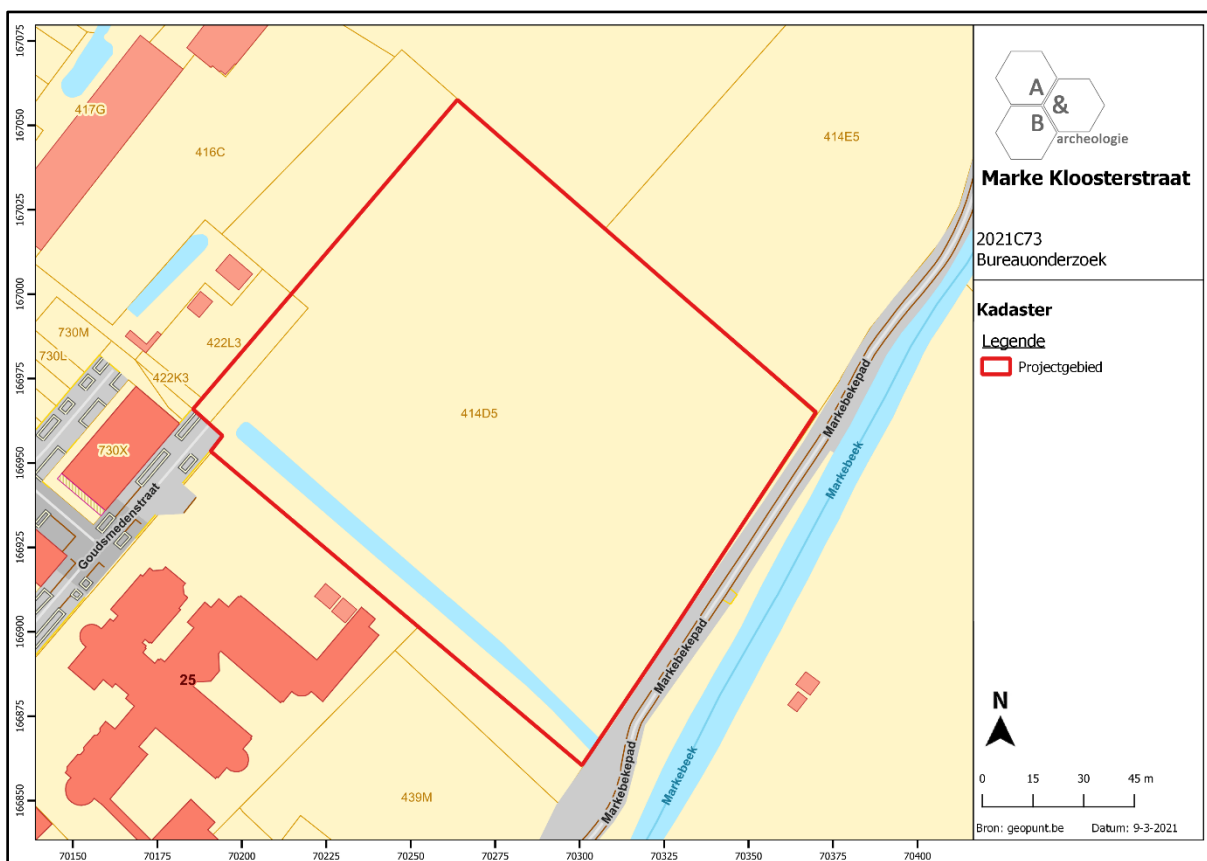 167075
167050
167025
167000
166975
166950
166925
166900
166875
166850
417G
416C
414E5
730M
730L
422L3
422K3
414D5
730X
Goudsmedenstraat
25
439M
Markebekepad
Markebeek
Markebekepad
Markebekepad
Markebeek
70150
70175
70200
70225
70250
70275
70300
70325
70350
70375
70400
A
&
B
archeologie
Marke Kloosterstraat
2021C73
Bureauonderzoek
Kadaster
Legende
Projectgebied
N
0 15 30 45 m
Bron: geopunt.be Datum: 9-3-2021